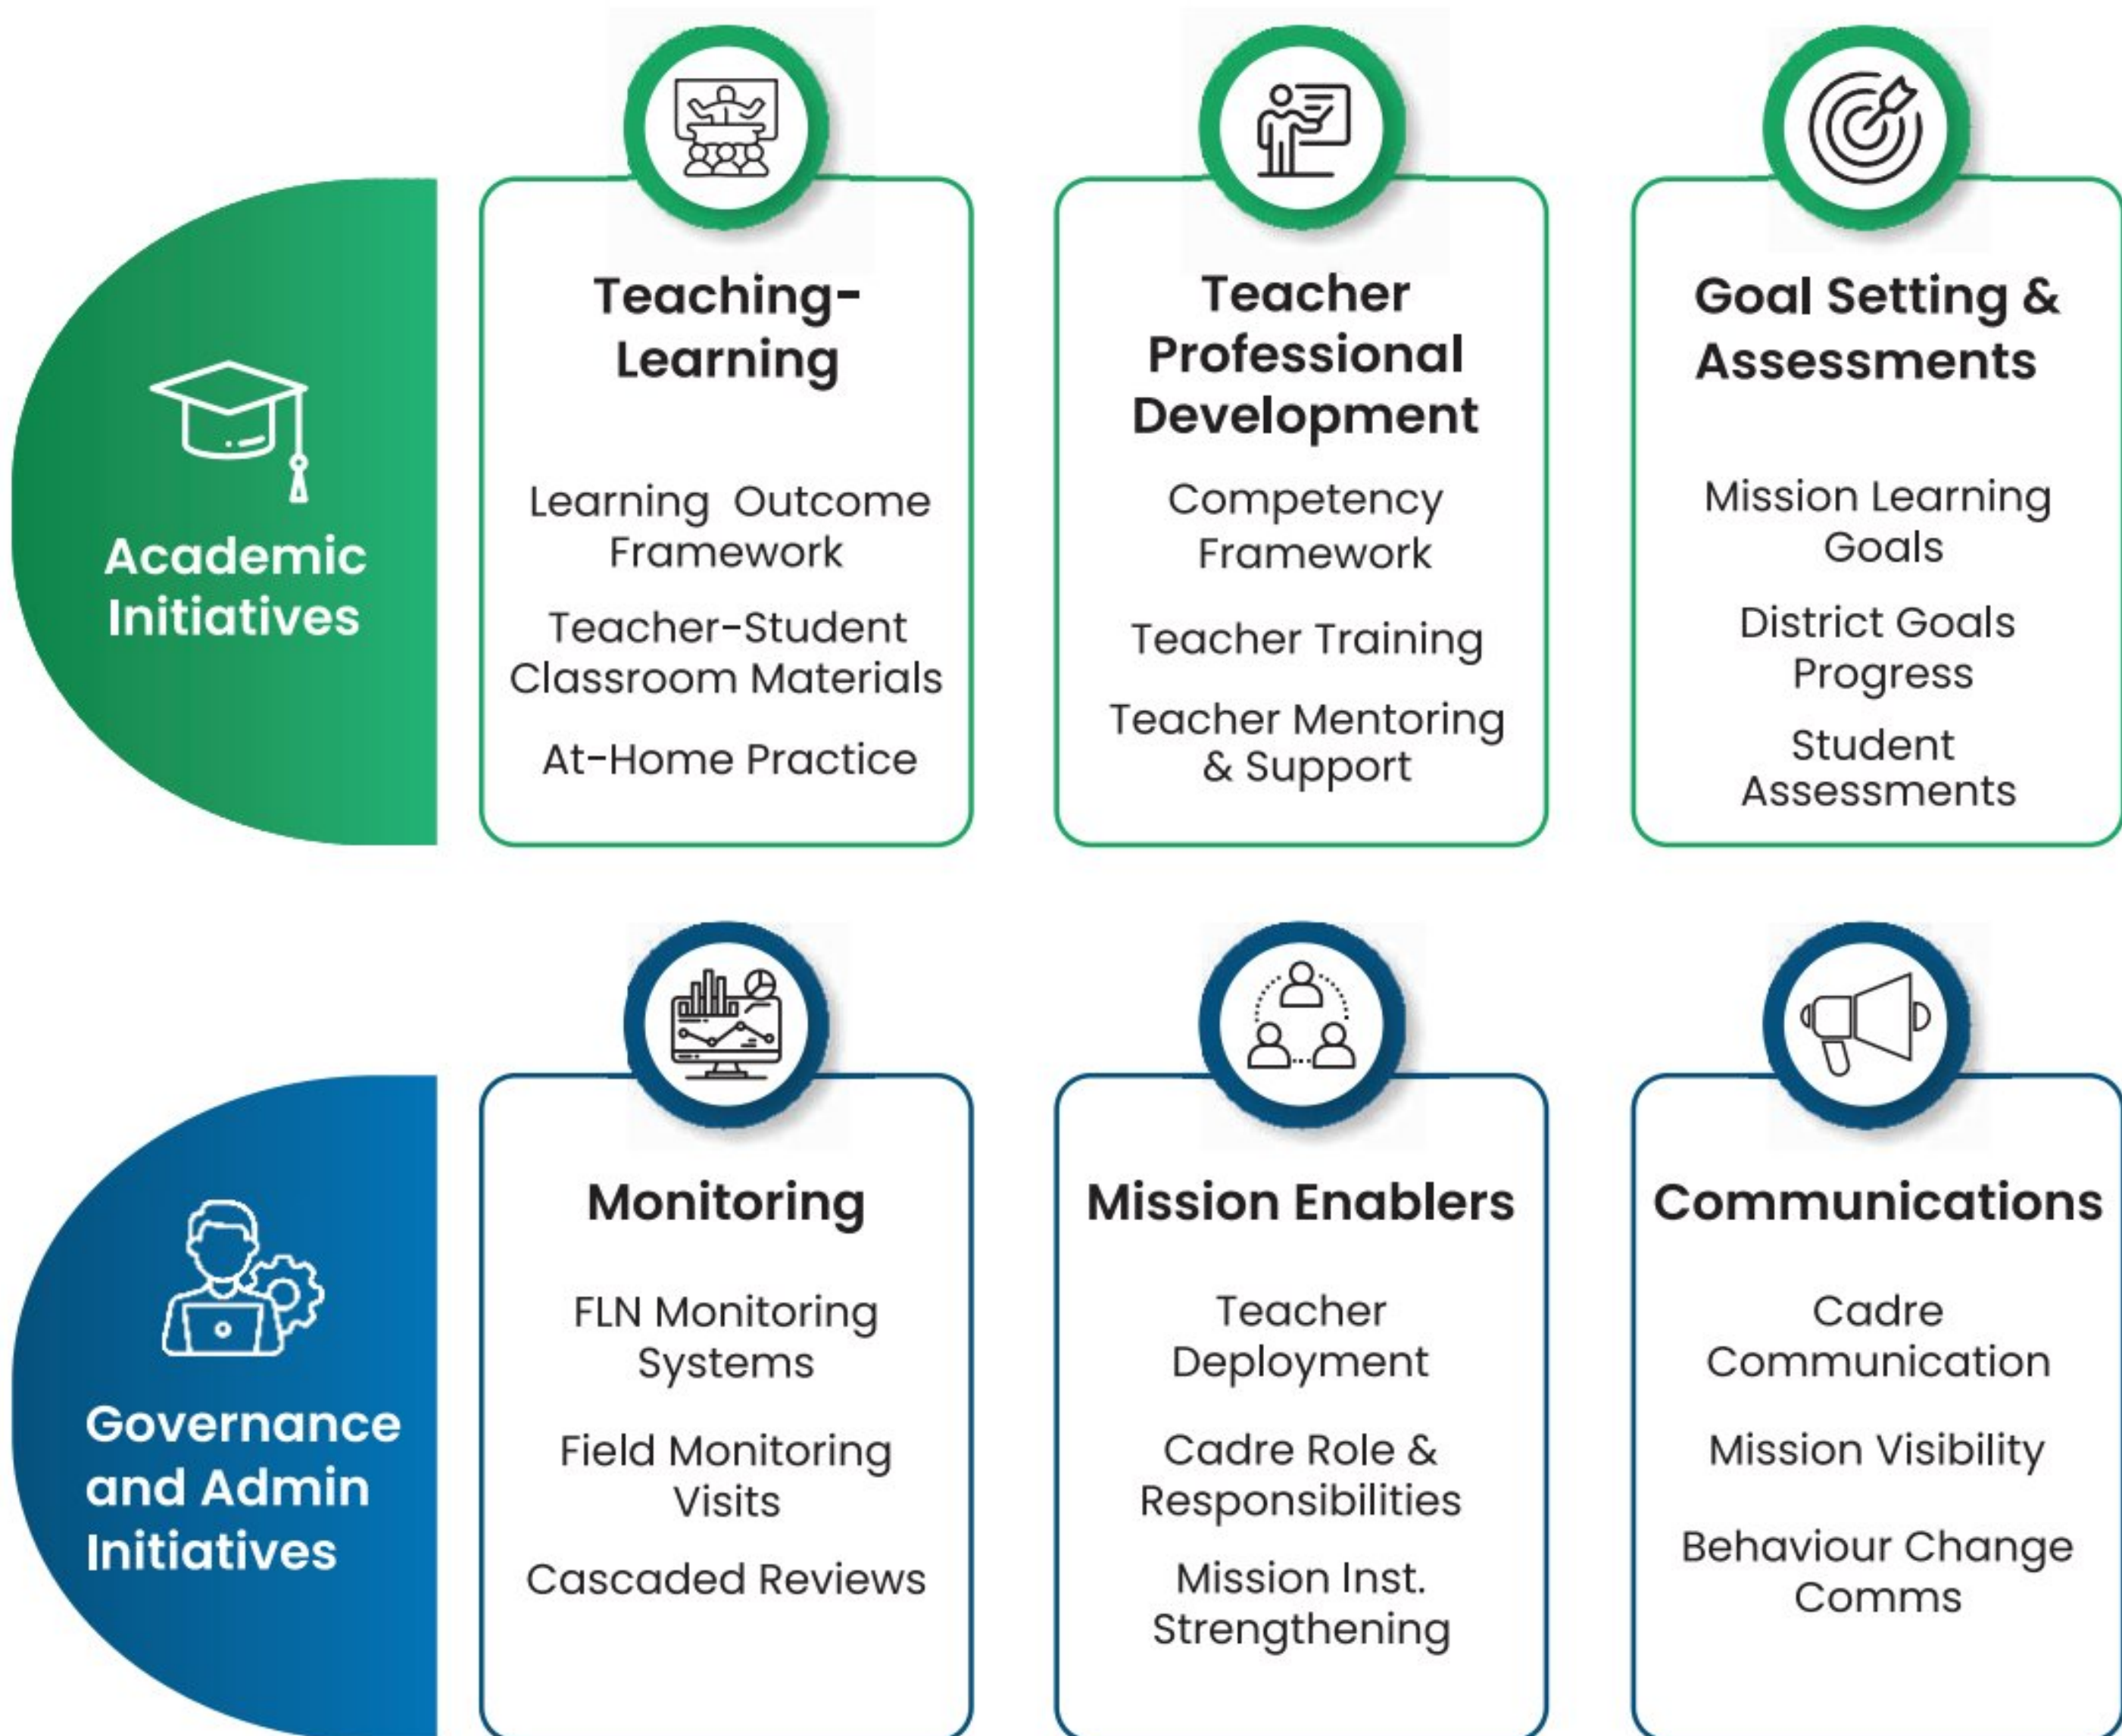 Academic
Initiatives
Teaching-
Learning
Learning Outcome
Framework
Teacher-Student
Classroom Materials
At-Home Practice
Teacher
Professional
Development
Competency
Framework
Teacher Training
Teacher Mentoring
& Support
Goal Setting &
Assessments
Mission Learning
Goals
District Goals
Progress
Student
Assessments
Governance
and Admin
Initiatives
Monitoring
FLN Monitoring
Systems
Field Monitoring
Visits
Cascaded Reviews
Mission Enablers
Teacher
Deployment
Cadre Role &
Responsibilities
Mission Inst.
Strengthening
Communications
Cadre
Communication
Mission Visibility
Behaviour Change
Comms